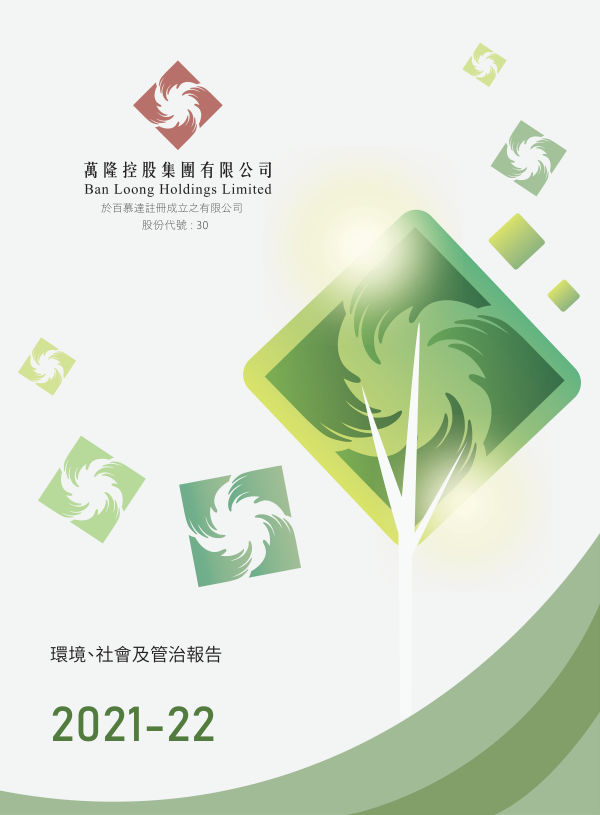 萬隆控股集團有限公司
Ban Loong Holdings Limited
於百慕達註冊成立之有限公司
股份代號 : 30
環境、社會及管治報告
2021-22